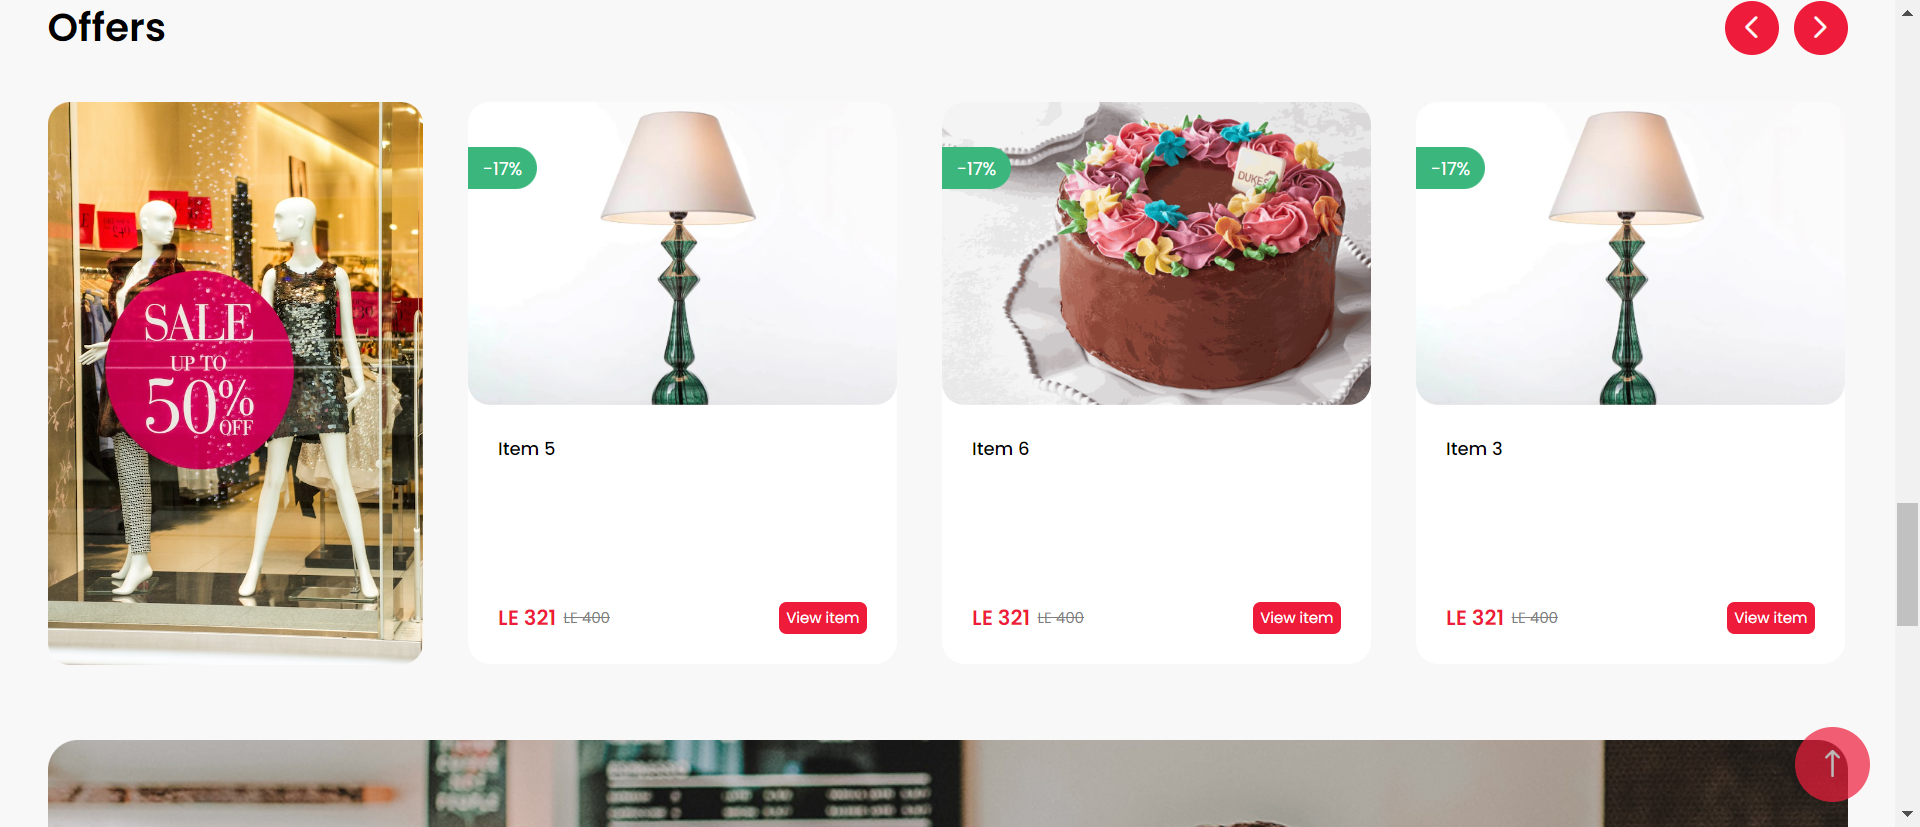 Offers
SALE
UP TO
50%
OFF
-17%
-17%
DUKES
-17%
Item 5
Item 6
Item 3
LE 321 LE 400
View item
LE 321 LE 400
View item
LE 321 LE 400
View item